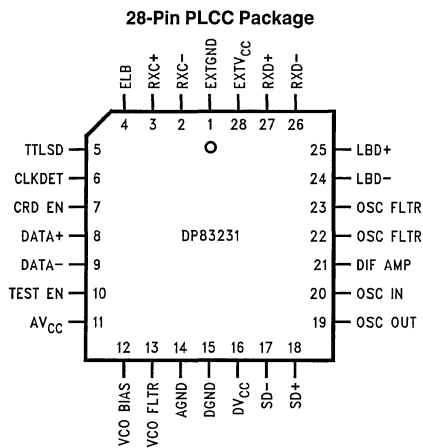 28-Pin PLCC Package
ELB
RXC+
RXC-
EXTGND
EXTVCC
RXD+
RXD-
4 3 2 1 28 27 26
TTLSD 5
CLKDET 6
CRD EN 7
DATA+ 8
DATA- 9
TEST EN 10
AVCC 11
DP83231
25 LBD+
24 LBD-
23 OSC FLTR
22 OSC FLTR
21 DIF AMP
20 OSC IN
19 OSC OUT
12 13 14 15 16 17 18
VCO BIAS
VCO FLTR
AGND
DGND
DVCC
SD-
SD+